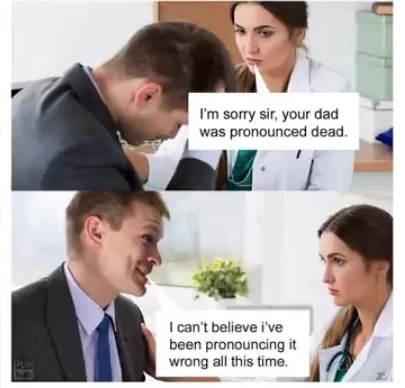 I'm sorry sir, your dad
was pronounced dead.
I can't believe i've
been pronouncing it
wrong all this time.